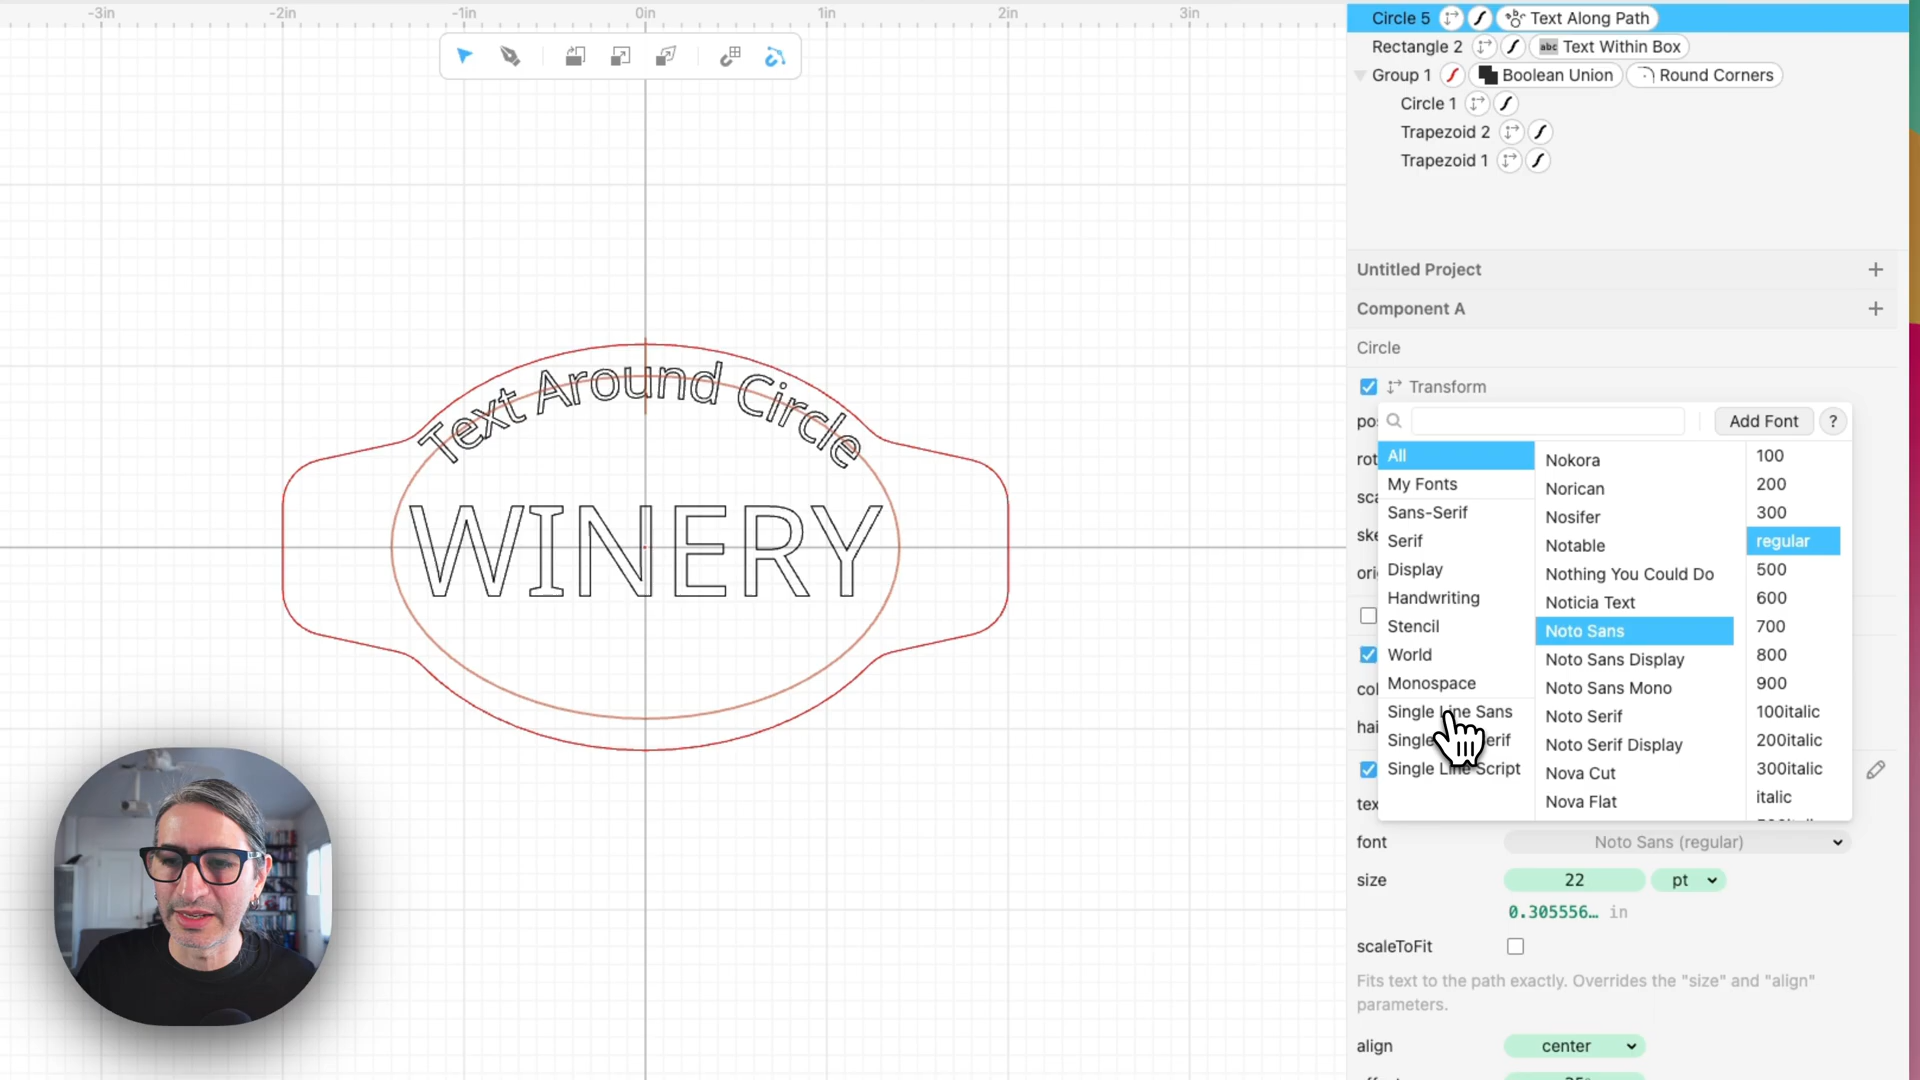 -3in
-2in
-1in
0in
1in
2in
3in
Circle 5 Text Along Path
Rectangle 2 abc Text Within Box
Group 1 Boolean Union Round Corners
Circle 1
Trapezoid 2
Trapezoid 1
Untitled Project
Component A
Circle
Transform
Add Font ?
All
My Fonts
Sans-Serif
Serif
Display
Handwriting
Stencil
World
Monospace
Single Line Sans
Single Line Script
Nokora
Norican
Nosifer
Notable
Nothing You Could Do
Noticia Text
Noto Sans
Noto Sans Display
Noto Sans Mono
Noto Serif
Noto Serif Display
Nova Cut
Nova Flat
100
200
300
regular
500
600
700
800
900
100italic
200italic
300italic
italic
font Noto Sans (regular)
size 22 pt
0.305556… in
scaleToFit
Fits text to the path exactly. Overrides the "size" and "align"
parameters.
align center
Text Around Circle
WINERY